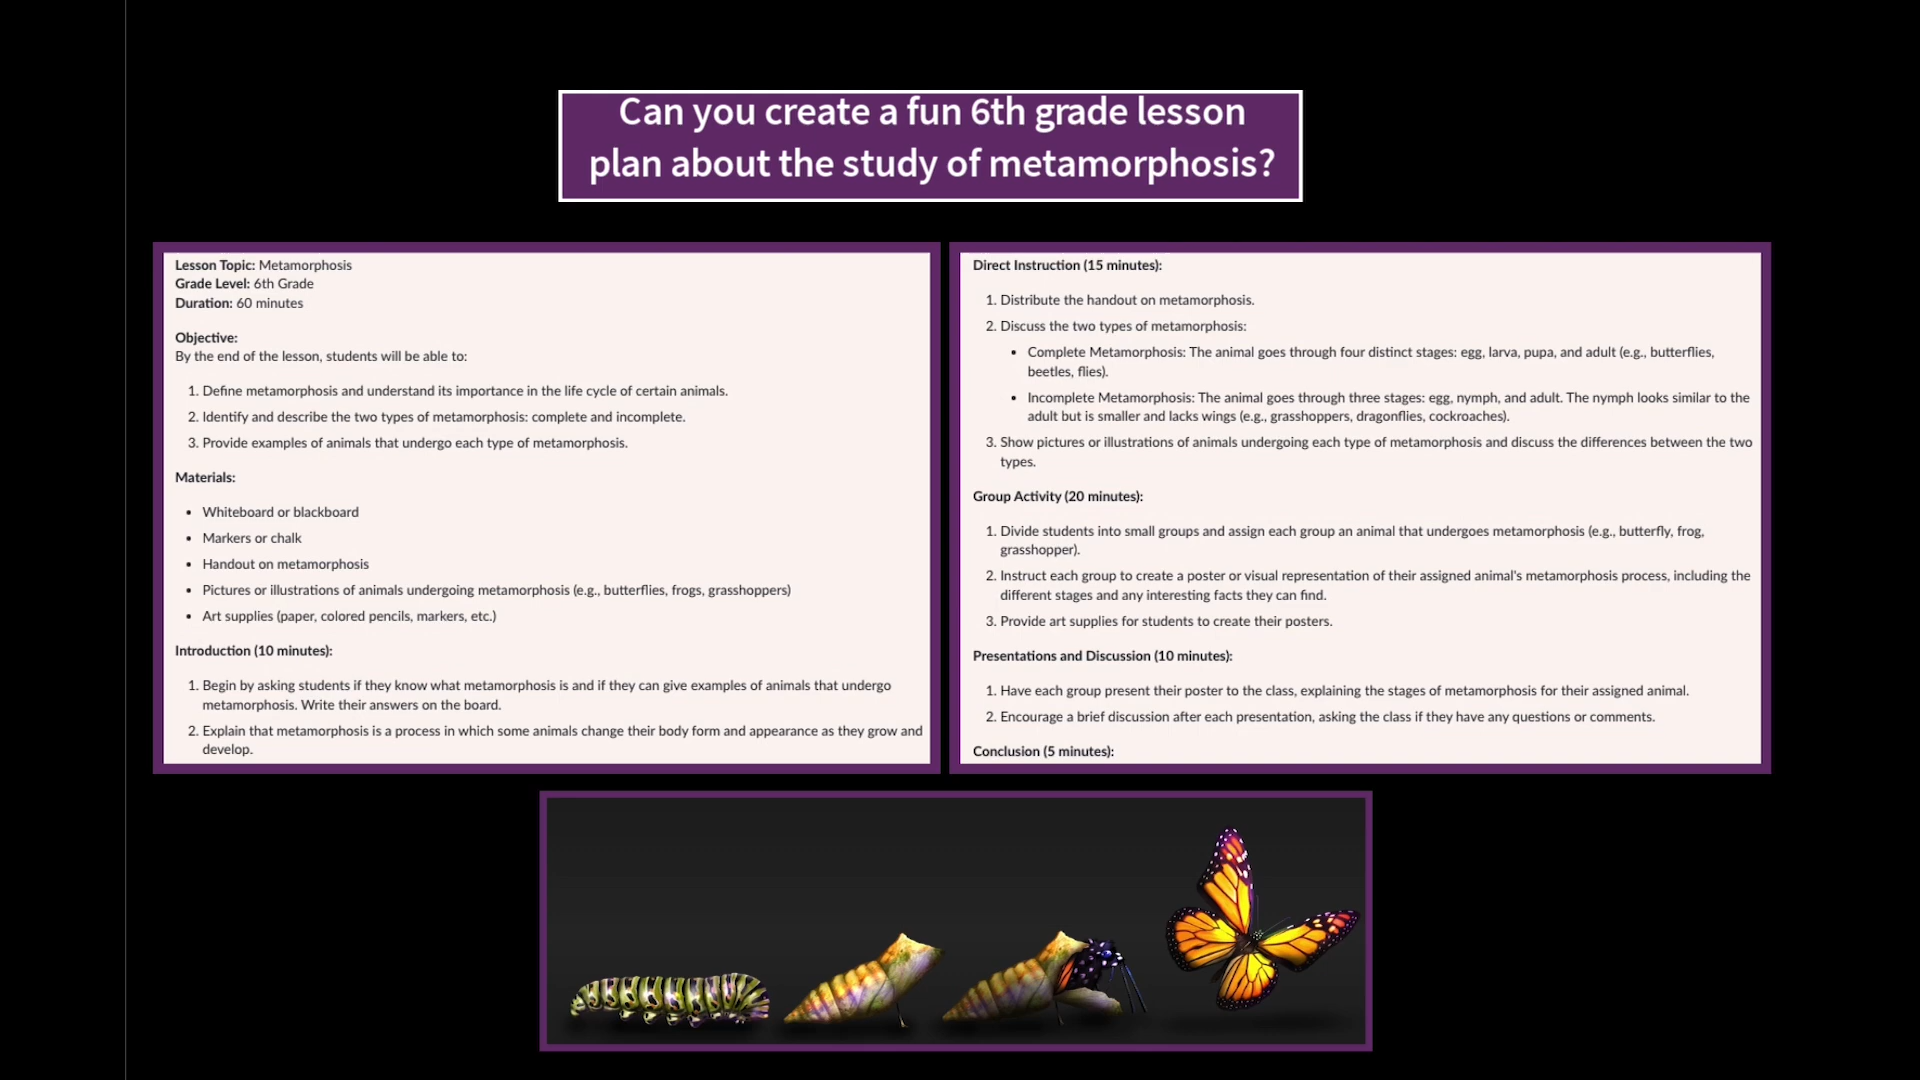 Can you create a fun 6th grade lesson
plan about the study of metamorphosis?
Lesson Topic: Metamorphosis
Grade Level: 6th Grade
Duration: 60 minutes
Objective:
By the end of the lesson, students will be able to:
1. Define metamorphosis and understand its importance in the life cycle of certain animals.
2. Identify and describe the two types of metamorphosis: complete and incomplete.
3. Provide examples of animals that undergo each type of metamorphosis.
Materials:
• Whiteboard or blackboard
• Markers or chalk
• Handout on metamorphosis
• Pictures or illustrations of animals undergoing metamorphosis (e.g., butterflies, frogs, grasshoppers)
• Art supplies (paper, colored pencils, markers, etc.)
Introduction (10 minutes):
1. Begin by asking students if they know what metamorphosis is and if they can give examples of animals that undergo
metamorphosis. Write their answers on the board.
2. Explain that metamorphosis is a process in which some animals change their body form and appearance as they grow and
develop.
Direct Instruction (15 minutes):
1. Distribute the handout on metamorphosis.
2. Discuss the two types of metamorphosis:
• Complete Metamorphosis: The animal goes through four distinct stages: egg, larva, pupa, and adult (e.g., butterflies,
beetles, flies).
• Incomplete Metamorphosis: The animal goes through three stages: egg, nymph, and adult. The nymph looks similar to the
adult but is smaller and lacks wings (e.g., grasshoppers, dragonflies, cockroaches).
3. Show pictures or illustrations of animals undergoing each type of metamorphosis and discuss the differences between the two
types.
Group Activity (20 minutes):
1. Divide students into small groups and assign each group an animal that undergoes metamorphosis (e.g., butterfly, frog,
grasshopper).
2. Instruct each group to create a poster or visual representation of their assigned animal's metamorphosis process, including the
different stages and any interesting facts they can find.
3. Provide art supplies for students to create their posters.
Presentations and Discussion (10 minutes):
1. Have each group present their poster to the class, explaining the stages of metamorphosis for their assigned animal.
2. Encourage a brief discussion after each presentation, asking the class if they have any questions or comments.
Conclusion (5 minutes):